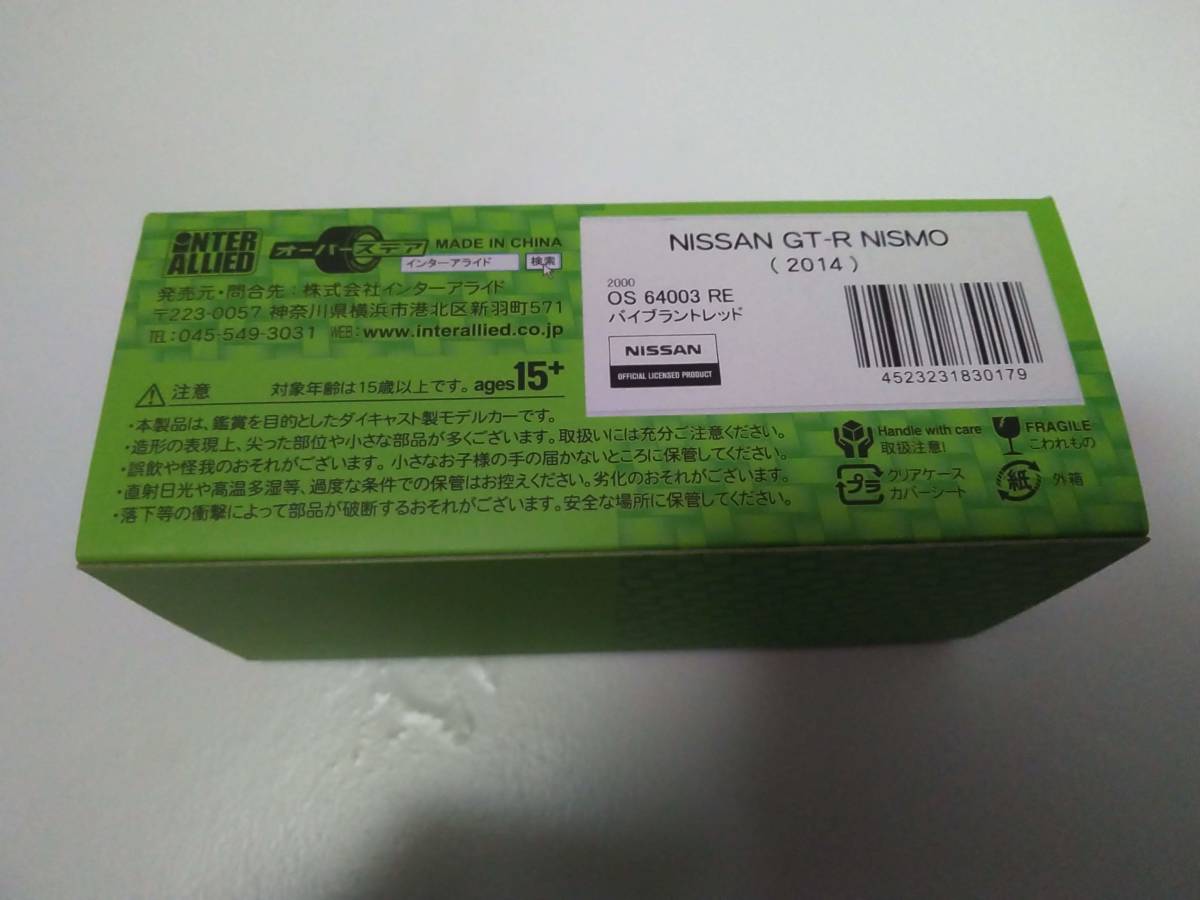 INTER
ALLIED
オーバーステア
MADE IN CHINA
インターアライド 検索
発売元・問合先：株式会社インターアライド
〒223-0057 神奈川県横浜市港北区新羽町571
TEL：045-549-3031 WEB：www.interallied.co.jp
注意 対象年齢は15歳以上です。ages15+
・本製品は、鑑賞を目的としたダイキャスト製モデルカーです。
・造形の表現上、尖った部位や小さな部品が多くございます。取扱いには充分ご注意ください。
・誤飲や怪我のおそれがございます。小さなお子様の手の届かないところに保管してください。
・直射日光や高温多湿等、過度な条件での保管はお控えください。劣化のおそれがございます。
・落下等の衝撃によって部品が破断するおそれがございます。安全な場所に保管してください。
NISSAN GT-R NISMO
(2014)
2000
OS 64003 RE
バイブラントレッド
NISSAN
OFFICIAL LICENSED PRODUCT
4523231830179
Handle with care
取扱注意!
FRAGILE
こわれもの
プラ
クリアケース
カバーシート
紙
外箱